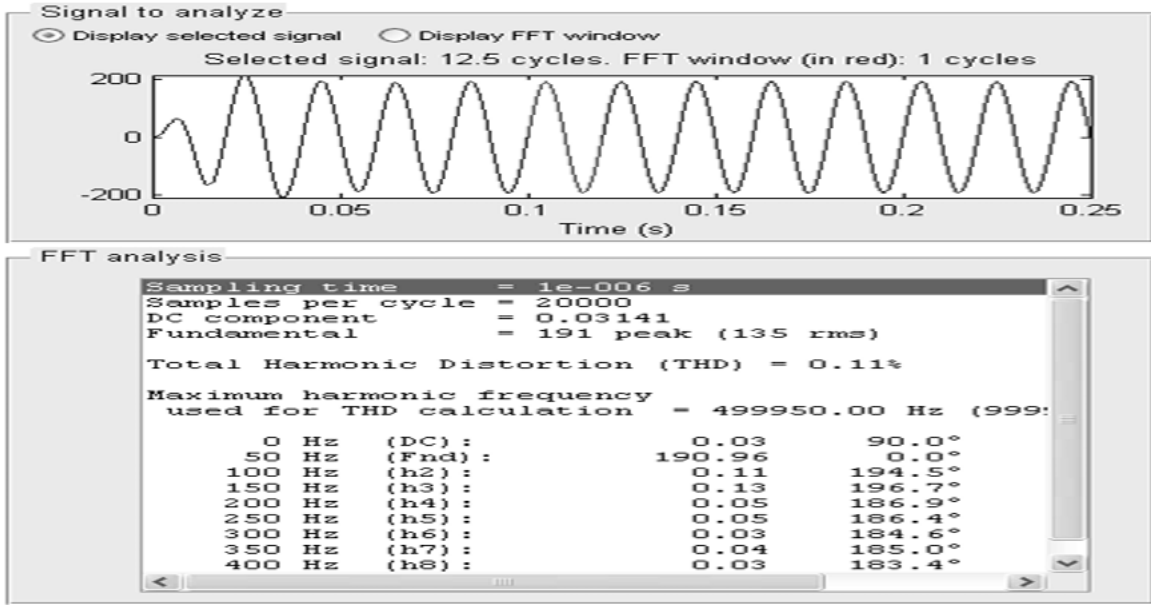 Signal to analyze
Display selected signal Display FFT window
Selected signal: 12.5 cycles. FFT window (in red): 1 cycles
200
0
-200
0 0.05 0.1 0.15 0.2 0.25
Time (s)
FFT analysis
Sampling time = 1e-006 s
Samples per cycle = 20000
DC component = 0.03141
Fundamental = 191 peak (135 rms)
Total Harmonic Distortion (THD) = 0.11%
Maximum harmonic frequency
used for THD calculation = 499950.00 Hz (999
0 Hz (DC): 0.03 90.0°
50 Hz (Fnd): 190.96 0.0°
100 Hz (h2): 0.11 194.5°
150 Hz (h3): 0.13 196.7°
200 Hz (h4): 0.05 186.9°
250 Hz (h5): 0.05 186.4°
300 Hz (h6): 0.03 184.6°
350 Hz (h7): 0.04 185.0°
400 Hz (h8): 0.03 183.4°